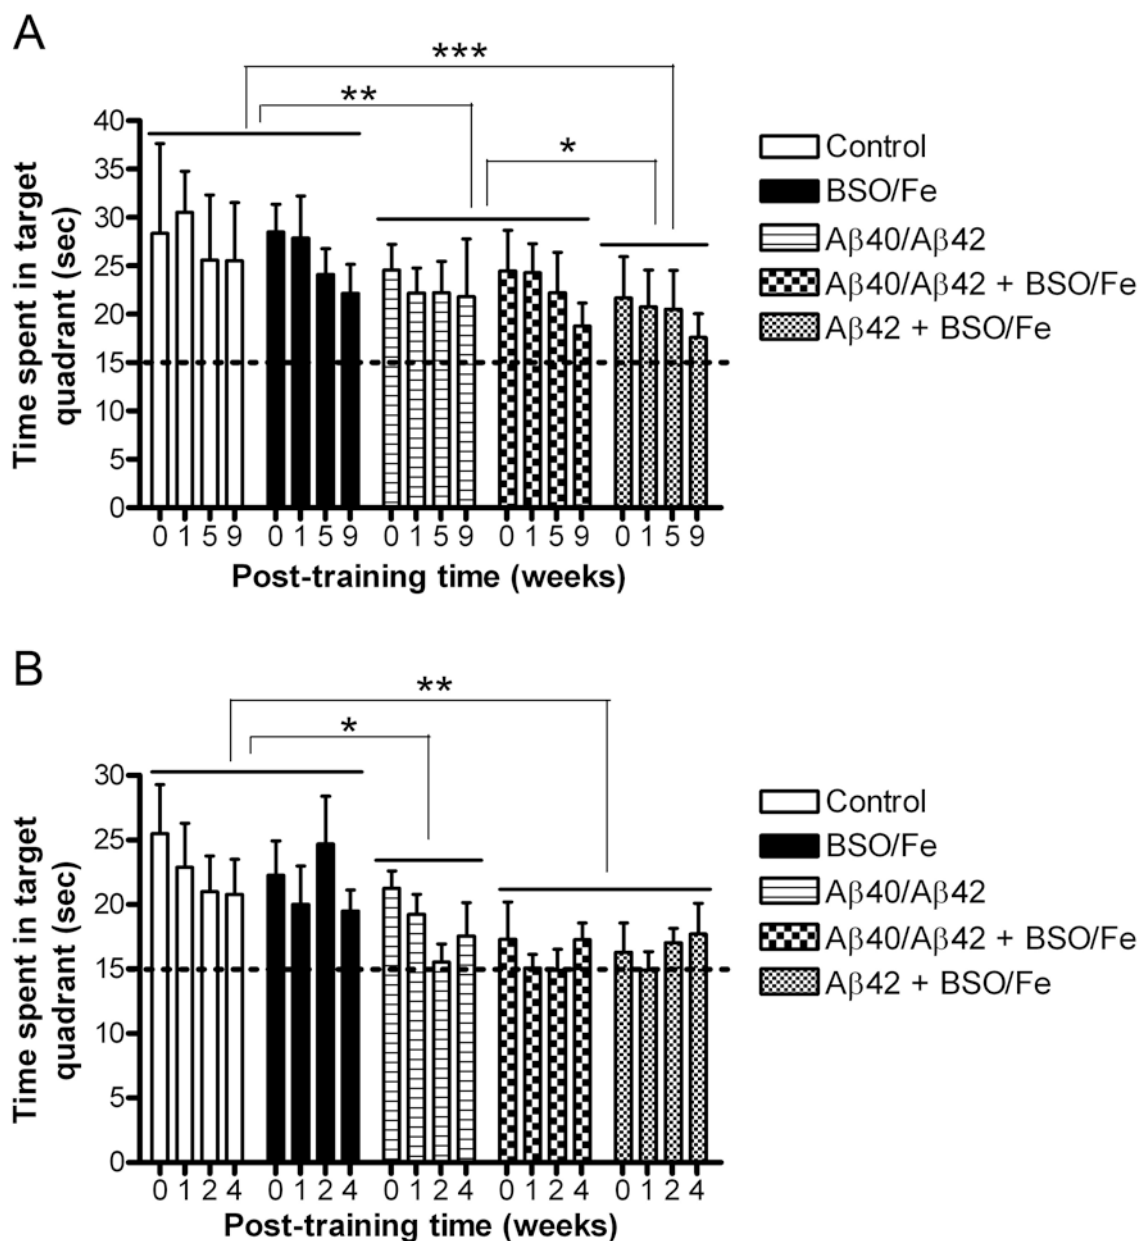 A
***
**
*
40
35
30
25
20
15
10
5
0
Time spent in target
quadrant (sec)
0 1 5 9 0 1 5 9 0 1 5 9 0 1 5 9 0 1 5 9
Post-training time (weeks)
Control
BSO/Fe
Aβ40/Aβ42
Aβ40/Aβ42 + BSO/Fe
Aβ42 + BSO/Fe
B
**
*
30
25
20
15
10
5
0
Time spent in target
quadrant (sec)
0 1 2 4 0 1 2 4 0 1 2 4 0 1 2 4 0 1 2 4
Post-training time (weeks)
Control
BSO/Fe
Aβ40/Aβ42
Aβ40/Aβ42 + BSO/Fe
Aβ42 + BSO/Fe